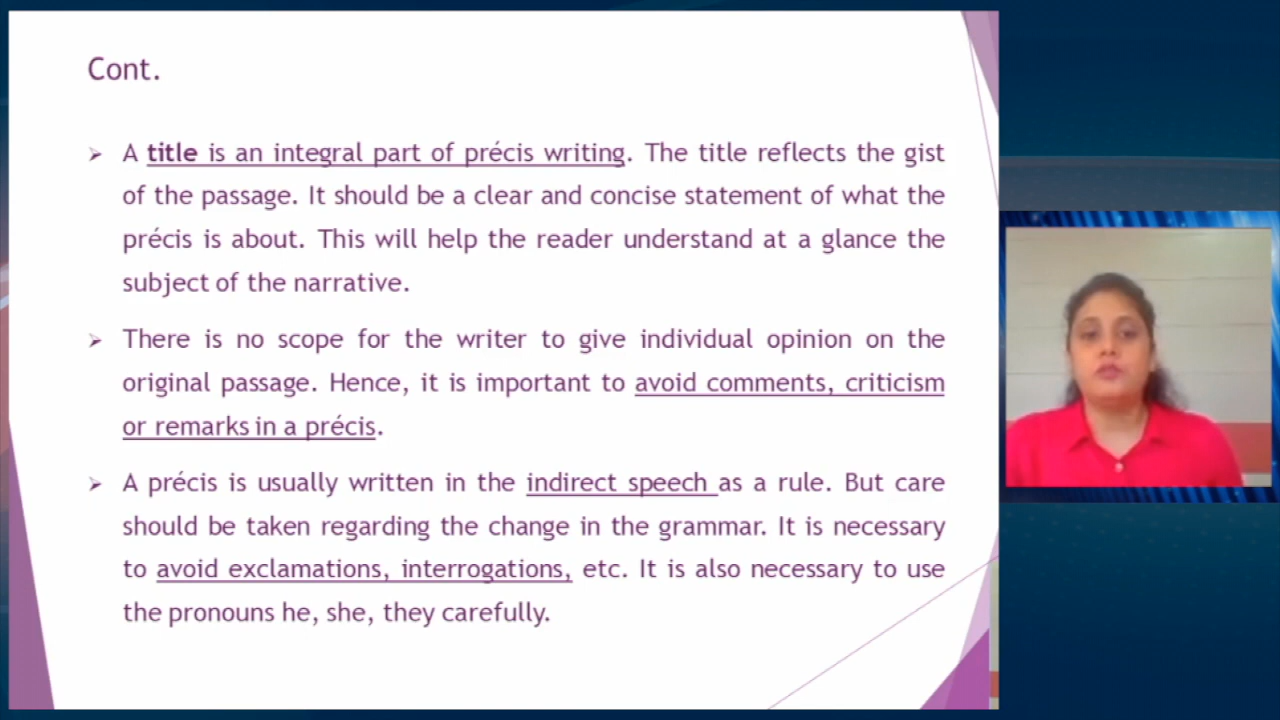 Cont.
A title is an integral part of précis writing. The title reflects the gist
of the passage. It should be a clear and concise statement of what the
précis is about. This will help the reader understand at a glance the
subject of the narrative.
There is no scope for the writer to give individual opinion on the
original passage. Hence, it is important to avoid comments, criticism
or remarks in a précis.
A précis is usually written in the indirect speech as a rule. But care
should be taken regarding the change in the grammar. It is necessary
to avoid exclamations, interrogations, etc. It is also necessary to use
the pronouns he, she, they carefully.